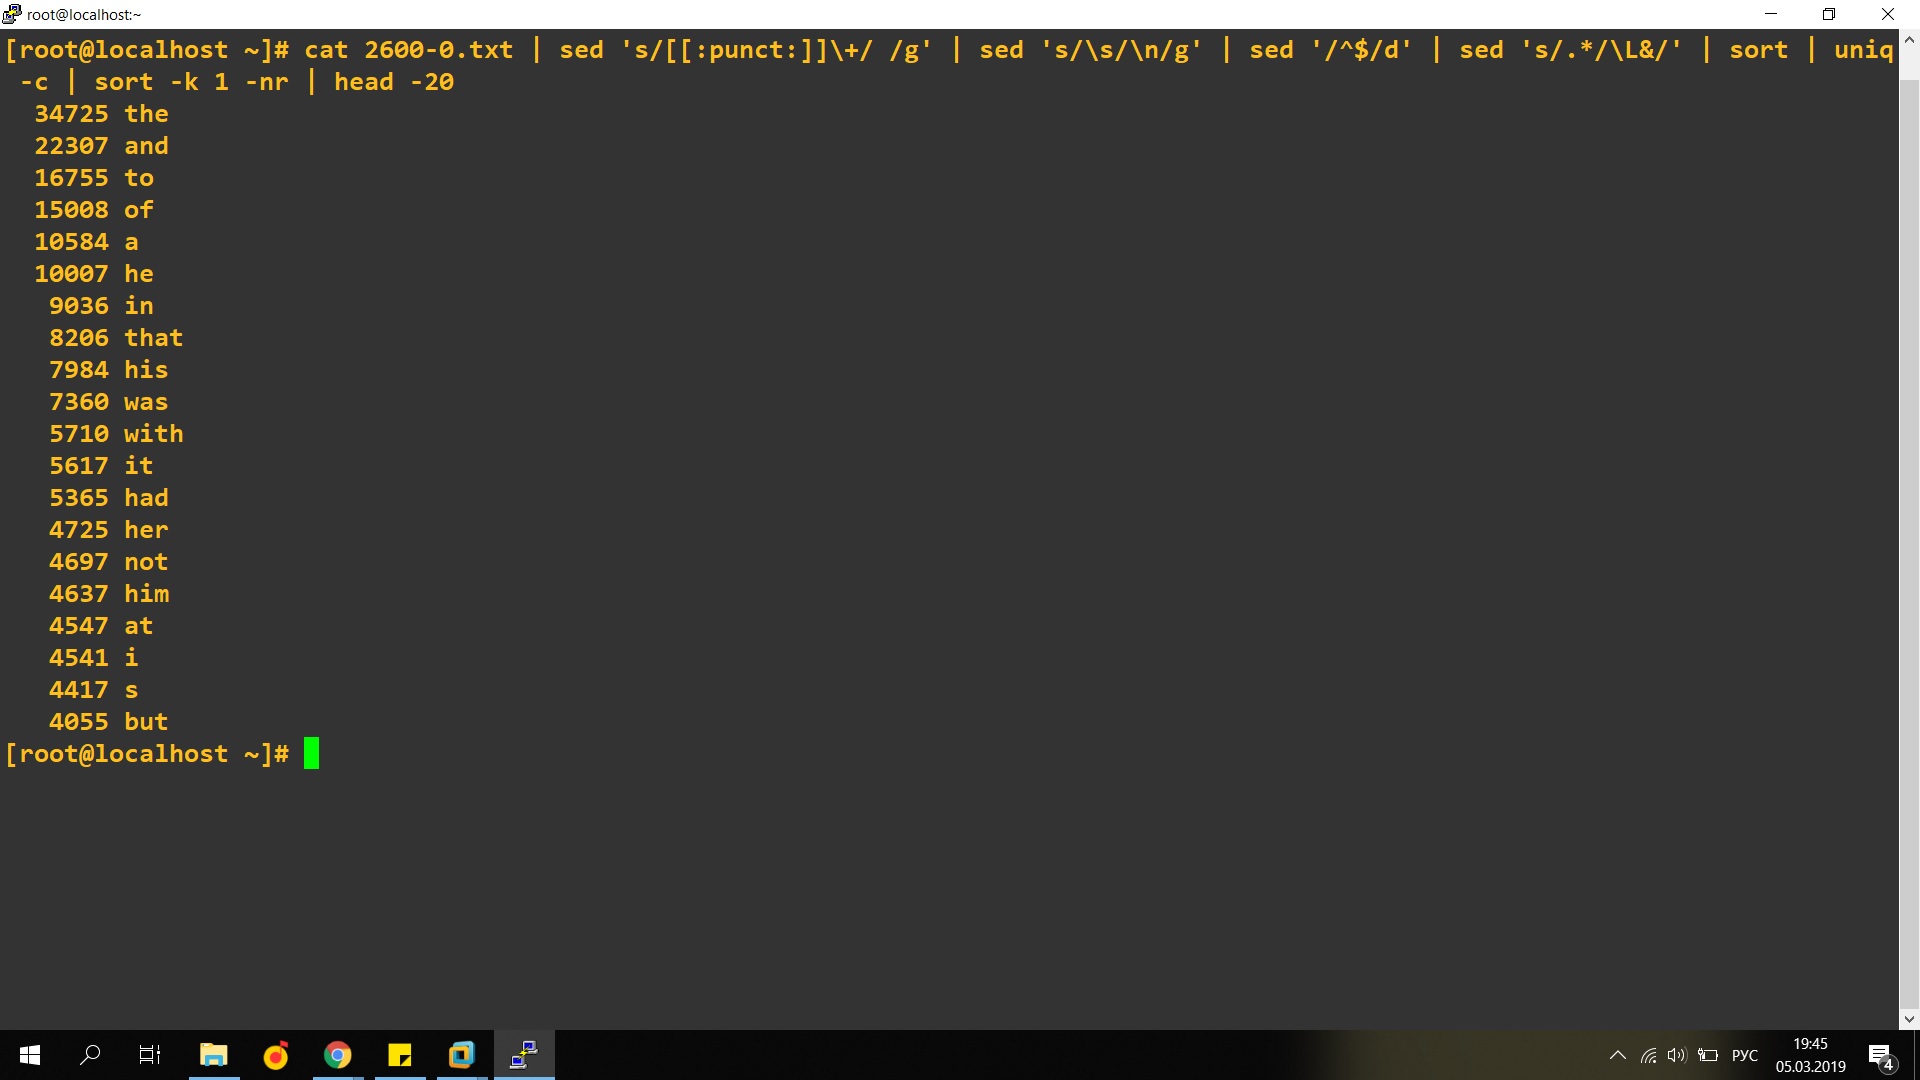 root@localhost:~
[root@localhost ~]# cat 2600-0.txt | sed 's/[[:punct:]]\+/ /g' | sed 's/\s/\n/g' | sed '/^$/d' | sed 's/.*/\L&/' | sort | uniq
-c | sort -k 1 -nr | head -20
34725 the
22307 and
16755 to
15008 of
10584 a
10007 he
9036 in
8206 that
7984 his
7360 was
5710 with
5617 it
5365 had
4725 her
4697 not
4637 him
4547 at
4541 i
4417 s
4055 but
[root@localhost ~]#
РУС
19:45
05.03.2019
4